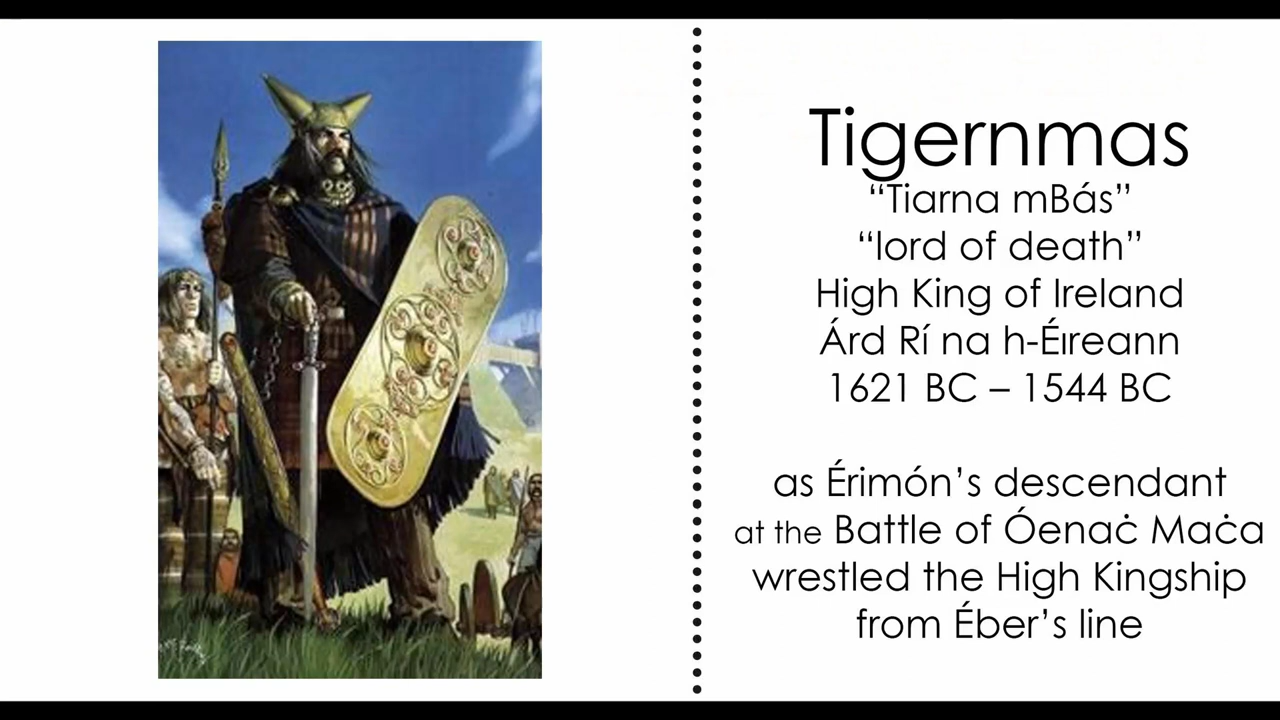 Tigernmas
“Tiarna mBás”
“lord of death”
High King of Ireland
Árd Rí na h-Éıreann
1621 BC – 1544 BC
as Érimón’s descendant
at the Battle of Óenaċ Maċa
wrestled the High Kingship
from Éber’s line